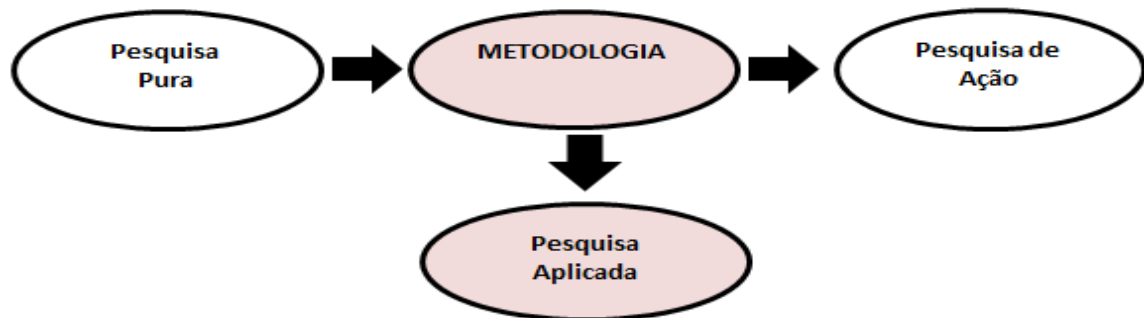 Pesquisa
Pura
METODOLOGIA
Pesquisa de
Ação
Pesquisa
Aplicada